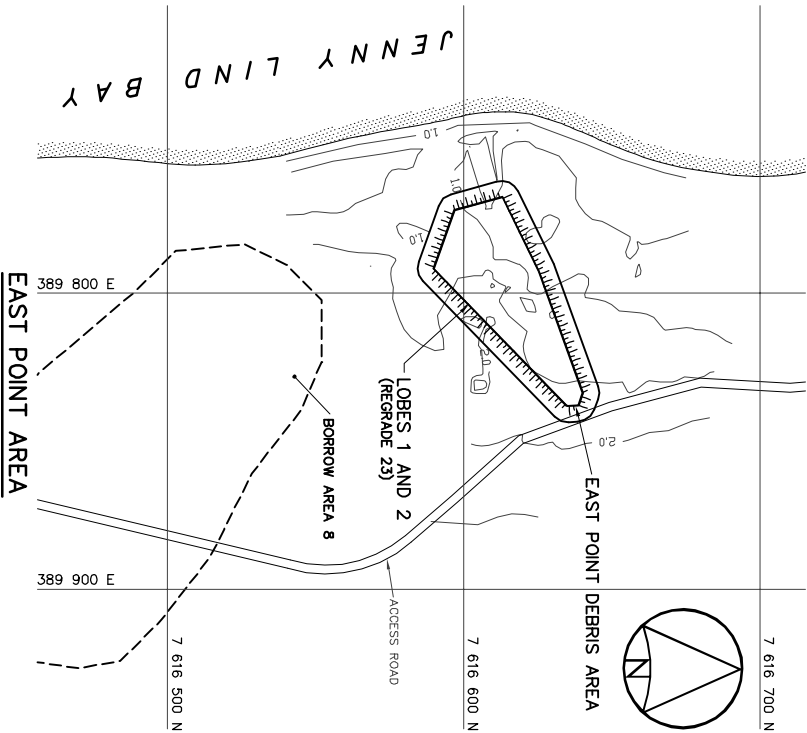 JENNY LIND BAY
1.0
1.0
1.0
2.0
2.0
389 800 E
389 900 E
7 616 500 N
7 616 600 N
7 616 700 N
LOBES 1 AND 2
(REGRADE 23)
BORROW AREA 8
EAST POINT DEBRIS AREA
ACCESS ROAD
N
EAST POINT AREA